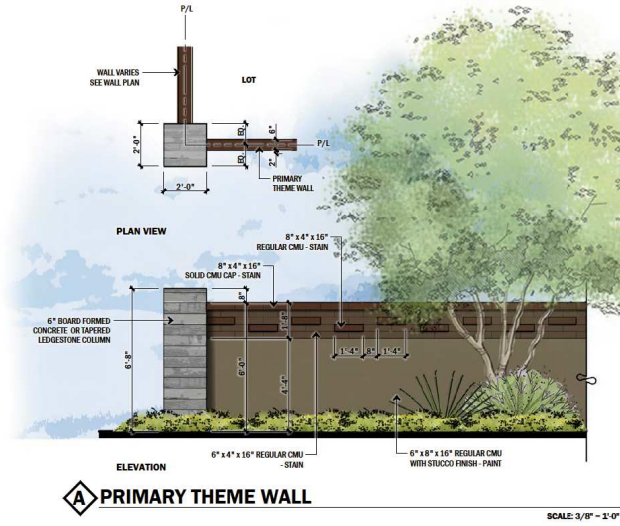 P/L
WALL VARIES
SEE WALL PLAN
LOT
2'-0"
EQ.
EQ.
6"
2"
P/L
PRIMARY
THEME WALL
2'-0"
PLAN VIEW
8" x 4" x 16"
REGULAR CMU - STAIN
8" x 4" x 16"
SOLID CMU CAP - STAIN
6" BOARD FORMED
CONCRETE OR TAPERED
LEDGESTONE COLUMN
8"
1'-8"
6'-8"
6'-0"
4'-4"
1'-4"
8"
1'-4"
6" x 4" x 16" REGULAR CMU
- STAIN
6" x 8" x 16" REGULAR CMU
WITH STUCCO FINISH - PAINT
ELEVATION
A PRIMARY THEME WALL
SCALE: 3/8" = 1'-0"